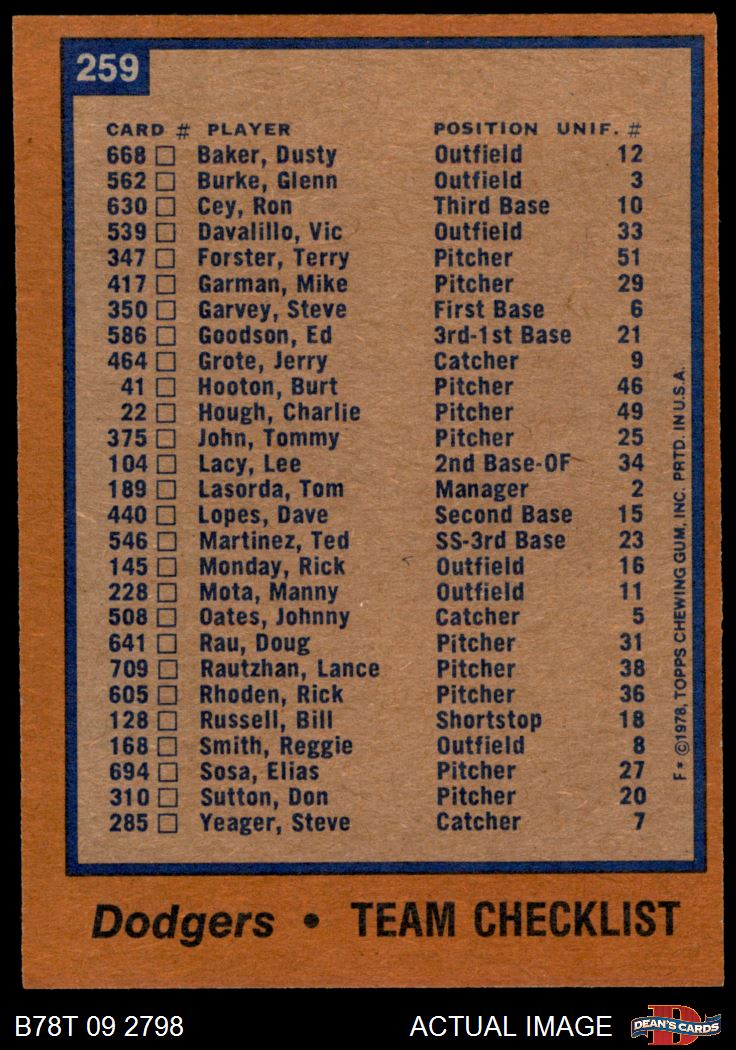 259
CARD # PLAYER POSITION UNIF. #
668 Baker, Dusty Outfield 12
562 Burke, Glenn Outfield 3
630 Cey, Ron Third Base 10
539 Davalillo, Vic Outfield 33
347 Forster, Terry Pitcher 51
417 Garman, Mike Pitcher 29
350 Garvey, Steve First Base 6
586 Goodson, Ed 3rd-1st Base 21
464 Grote, Jerry Catcher 9
41 Hooton, Burt Pitcher 46
22 Hough, Charlie Pitcher 49
375 John, Tommy Pitcher 25
104 Lacy, Lee 2nd Base-OF 34
189 Lasorda, Tom Manager 2
440 Lopes, Dave Second Base 15
546 Martinez, Ted SS-3rd Base 23
145 Monday, Rick Outfield 16
228 Mota, Manny Outfield 11
508 Oates, Johnny Catcher 5
641 Rau, Doug Pitcher 31
709 Rautzhan, Lance Pitcher 38
605 Rhoden, Rick Pitcher 36
128 Russell, Bill Shortstop 18
168 Smith, Reggie Outfield 8
694 Sosa, Elias Pitcher 27
310 Sutton, Don Pitcher 20
285 Yeager, Steve Catcher 7
F* ©1978, TOPPS CHEWING GUM, INC. PRTD. IN U.S.A.
Dodgers • TEAM CHECKLIST
B78T 09 2798 ACTUAL IMAGE
DEAN'S CARDS